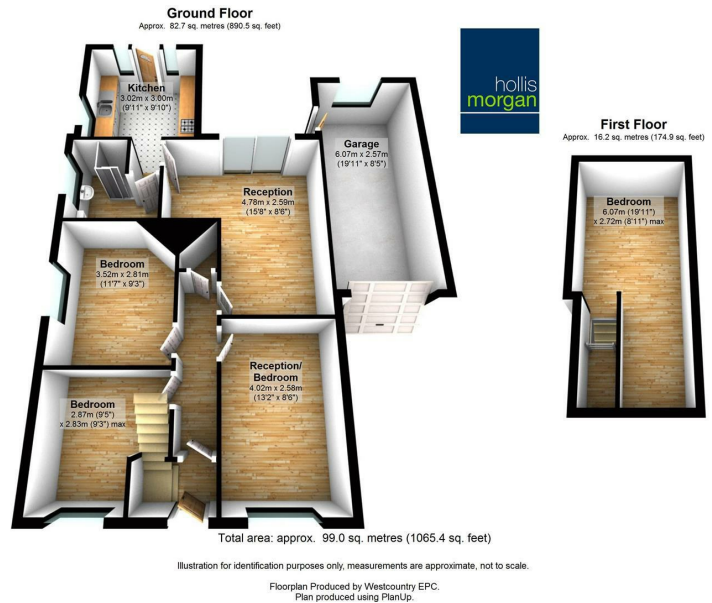 Ground Floor
Approx. 82.7 sq. metres (890.5 sq. feet)
hollis
morgan
Kitchen
3.02m x 3.00m
(9'11" x 9'10")
First Floor
Approx. 16.2 sq. metres (174.9 sq. feet)
Garage
6.07m x 2.57m
(19'11" x 8'5")
Reception
4.78m x 2.59m
(15'8" x 8'6")
Bedroom
6.07m (19'11")
x 2.72m (8'11") max
Bedroom
3.52m x 2.81m
(11'7" x 9'3")
Reception/
Bedroom
4.02m x 2.58m
(13'2" x 8'6")
Bedroom
2.87m (9'5")
x 2.83m (9'3") max
Total area: approx. 99.0 sq. metres (1065.4 sq. feet)
Illustration for identification purposes only, measurements are approximate, not to scale.
Floorplan Produced by Westcountry EPC.
Plan produced using PlanUp.